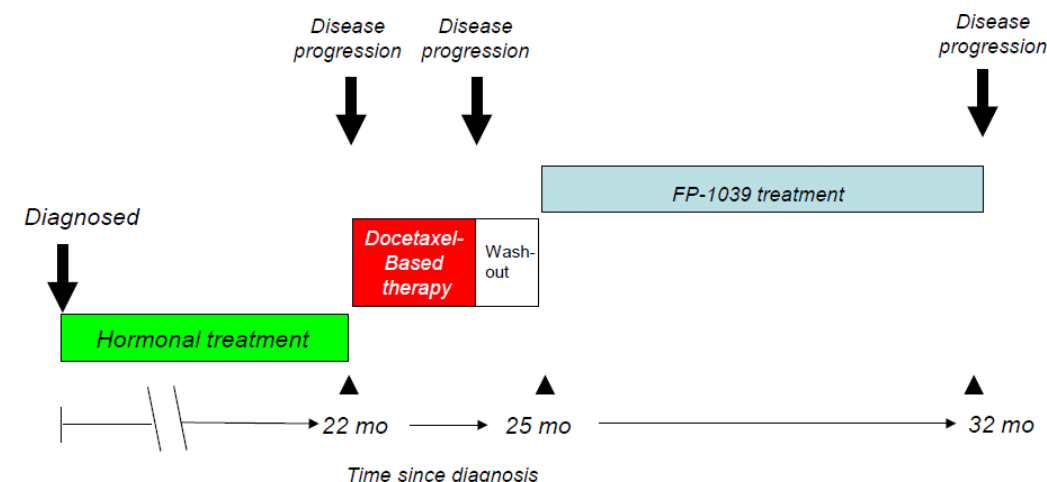 Disease
progression
Disease
progression
Disease
progression
FP-1039 treatment
Diagnosed
Docetaxel-
Based
therapy
Wash-
out
Hormonal treatment
22 mo
25 mo
32 mo
Time since diagnosis